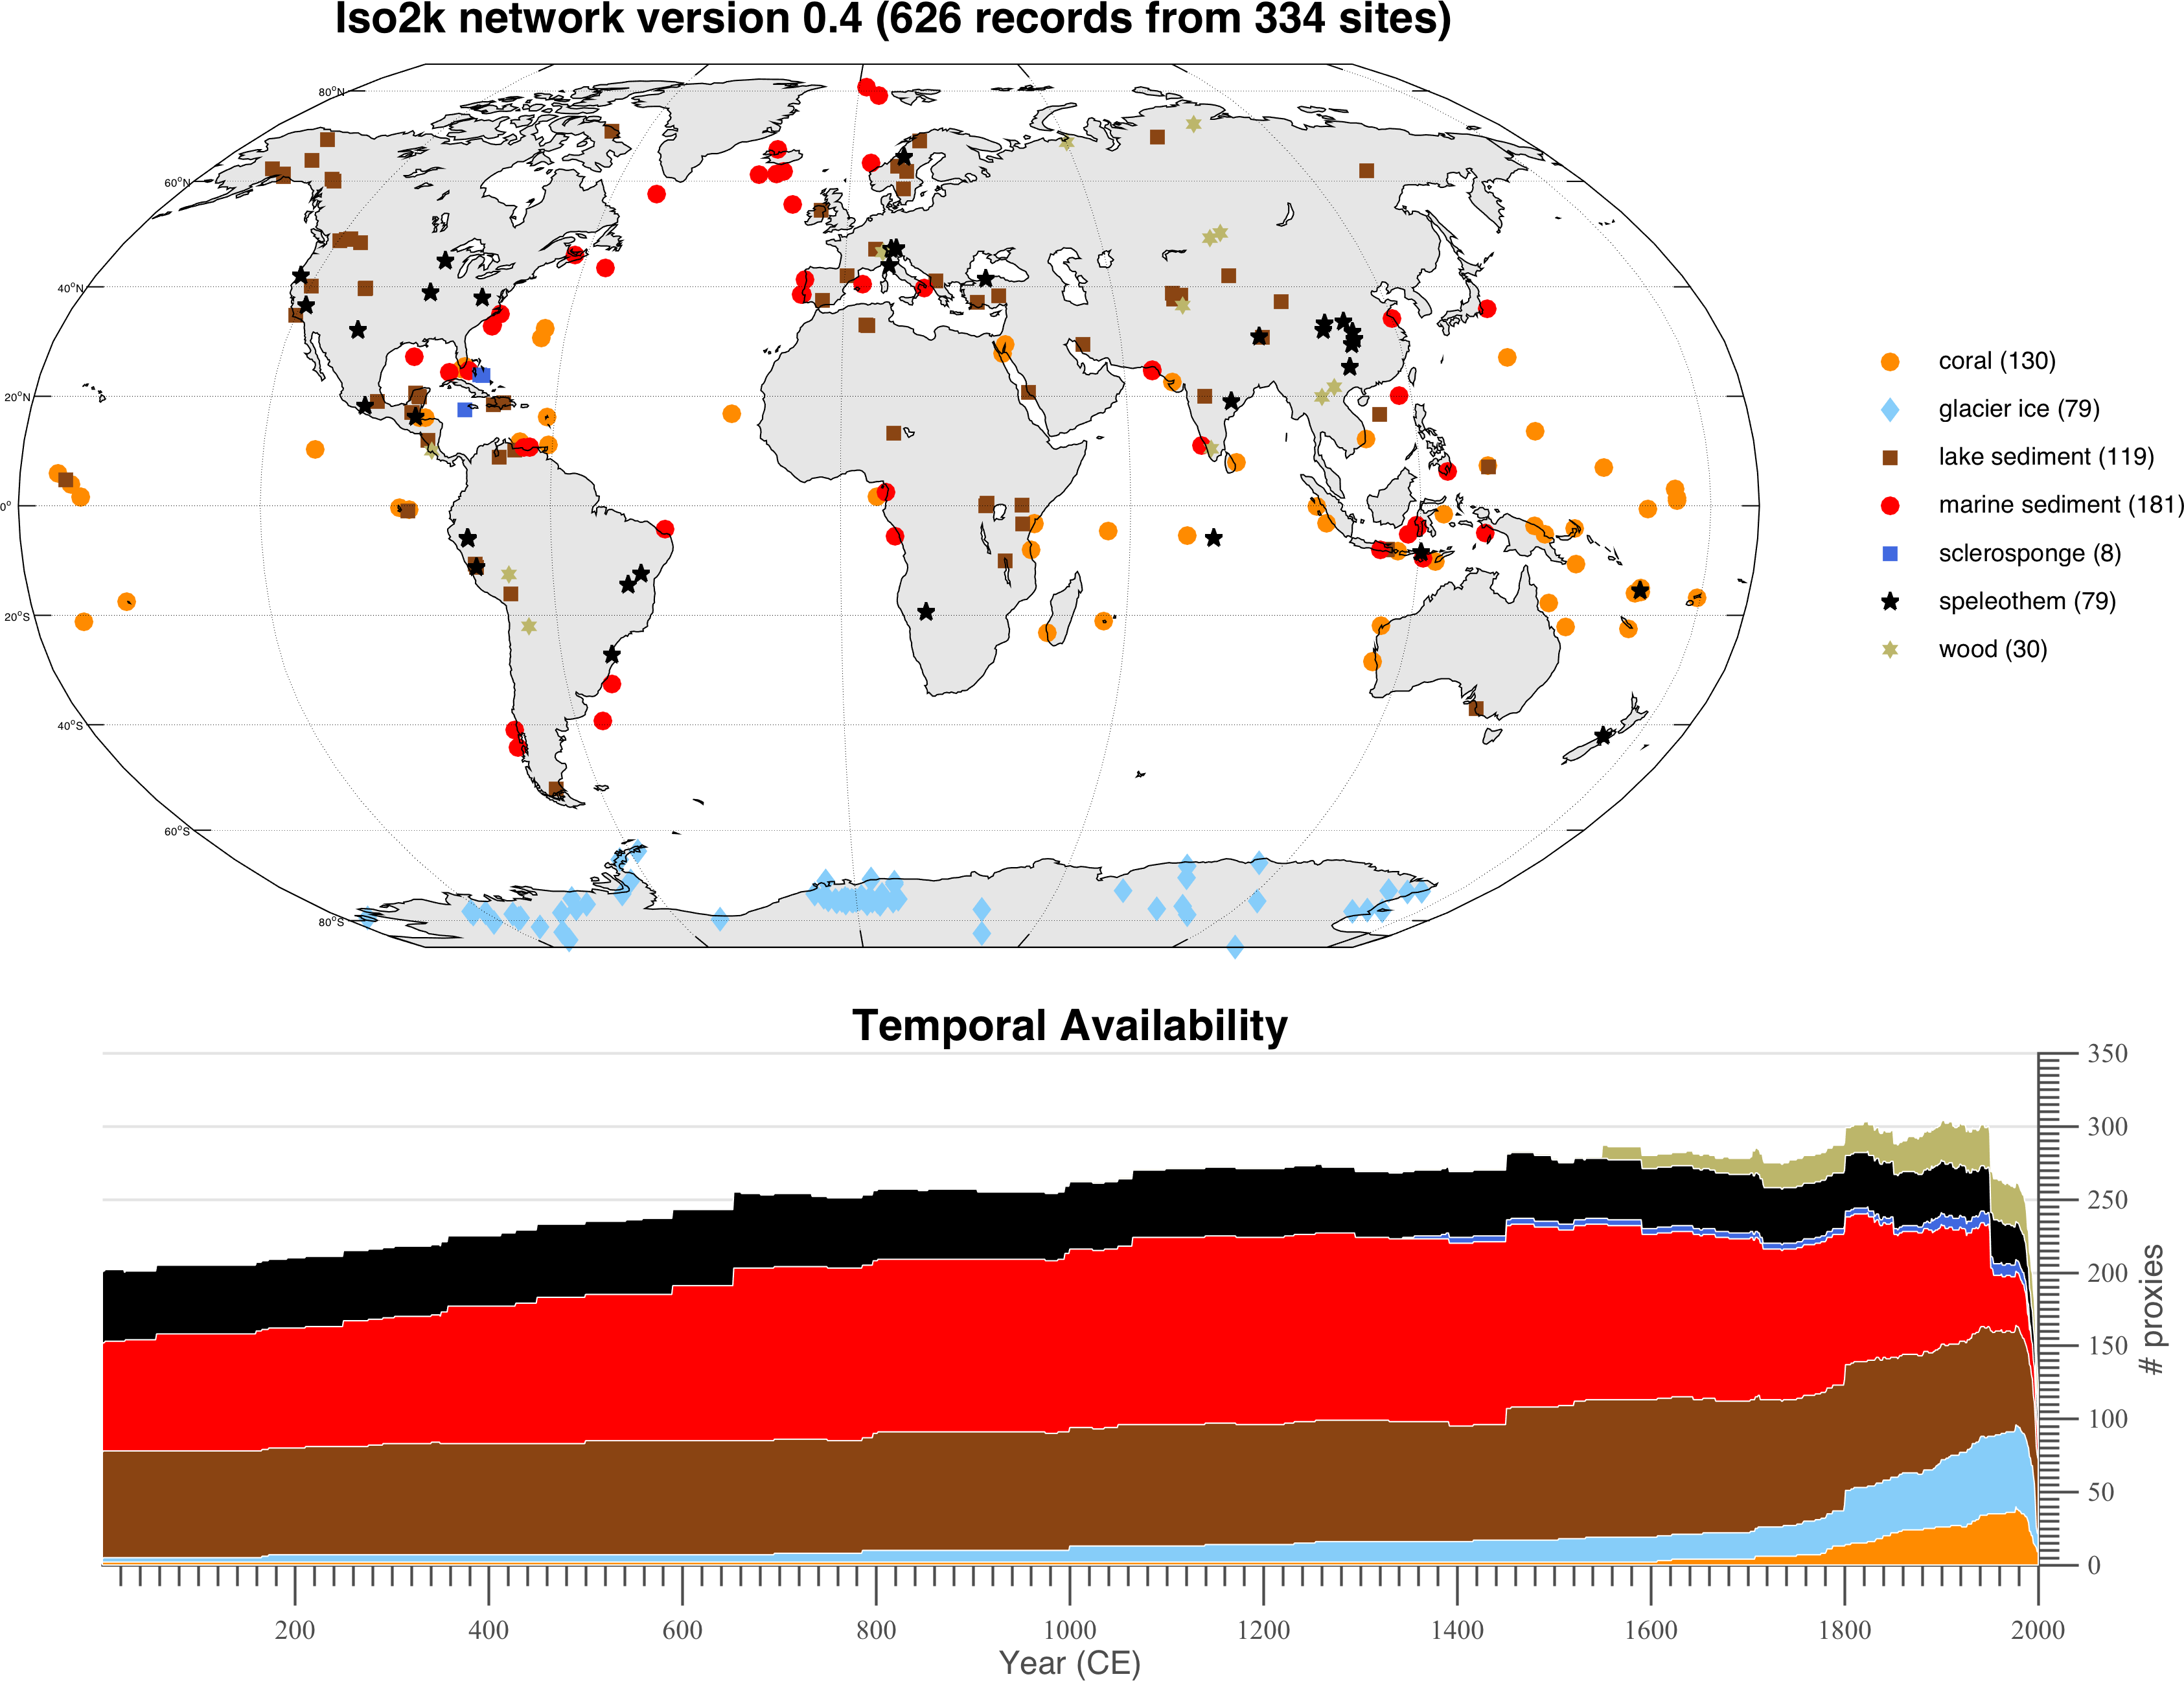 Iso2k network version 0.4 (626 records from 334 sites)
80°N
60°N
40°N
20°N
0°
20°S
40°S
60°S
80°S
coral (130)
glacier ice (79)
lake sediment (119)
marine sediment (181)
sclerosponge (8)
speleothem (79)
wood (30)
Temporal Availability
350
300
250
200
150
100
50
0
# proxies
200 400 600 800 1000 1200 1400 1600 1800 2000
Year (CE)